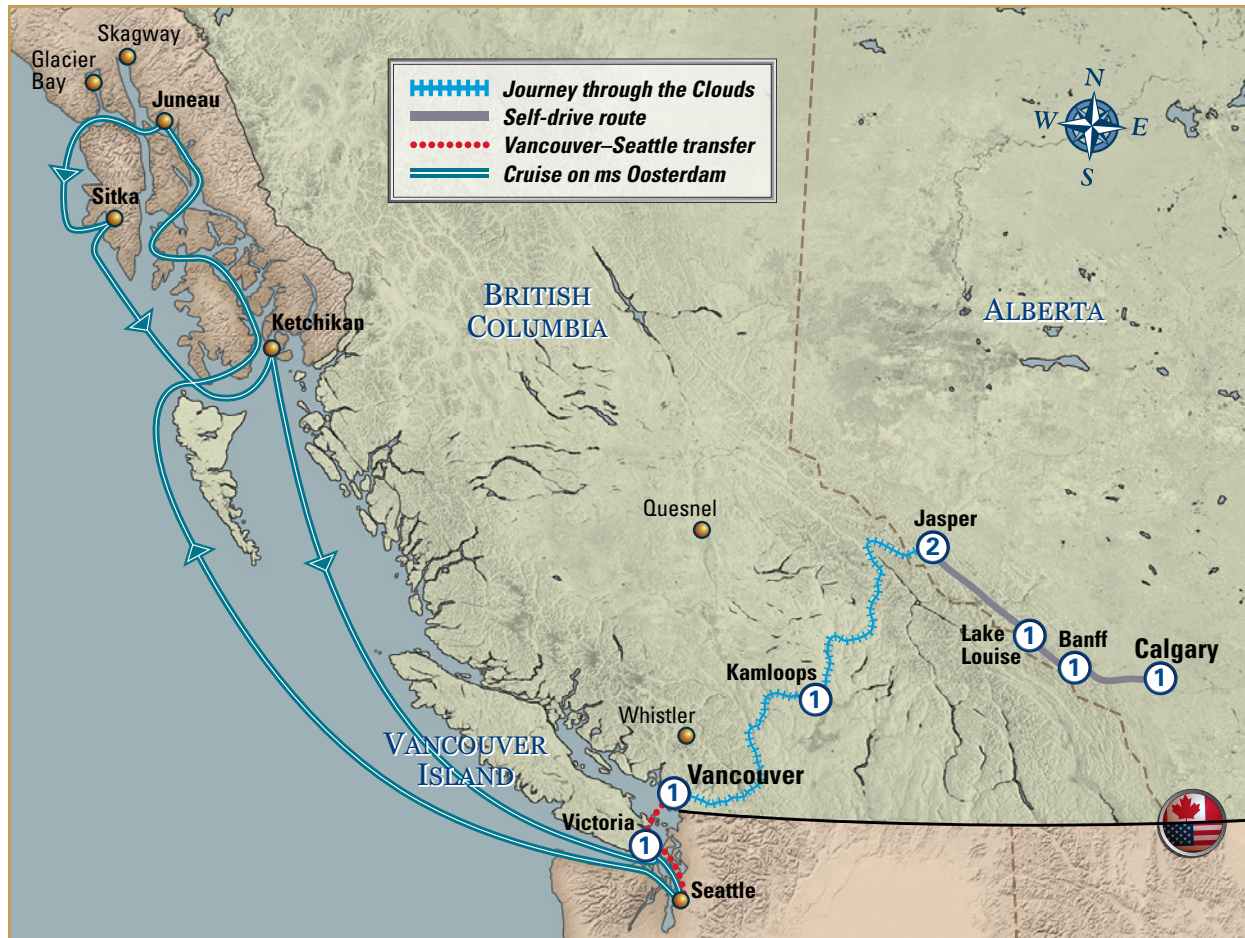 Skagway
Glacier
Bay
Juneau
Sitka
Ketchikan
Journey through the Clouds
Self-drive route
Vancouver–Seattle transfer
Cruise on ms Oosterdam
N
W
E
S
BRITISH
COLUMBIA
ALBERTA
Quesnel
Jasper
2
Lake
Louise
1
Banff
1
Calgary
1
Kamloops
1
Whistler
VANCOUVER
ISLAND
Vancouver
1
Victoria
1
Seattle